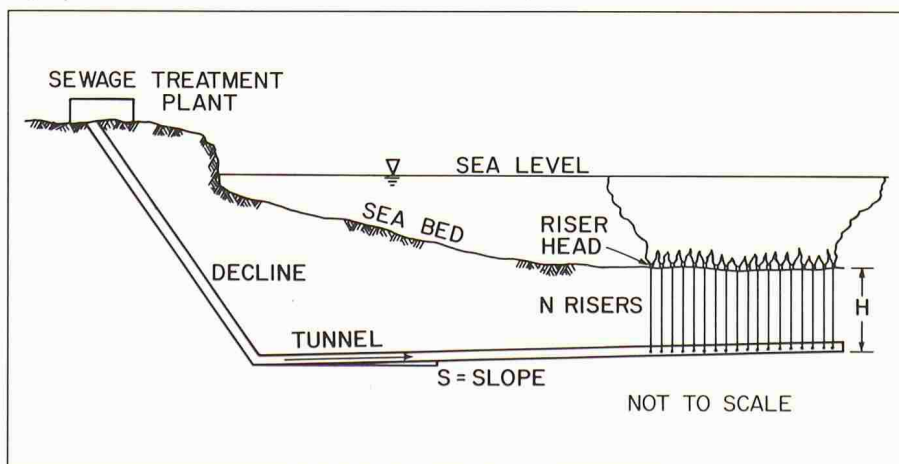 SEWAGE TREATMENT
PLANT
SEA LEVEL
SEA BED
RISER
HEAD
DECLINE
N RISERS
H
TUNNEL
S = SLOPE
NOT TO SCALE